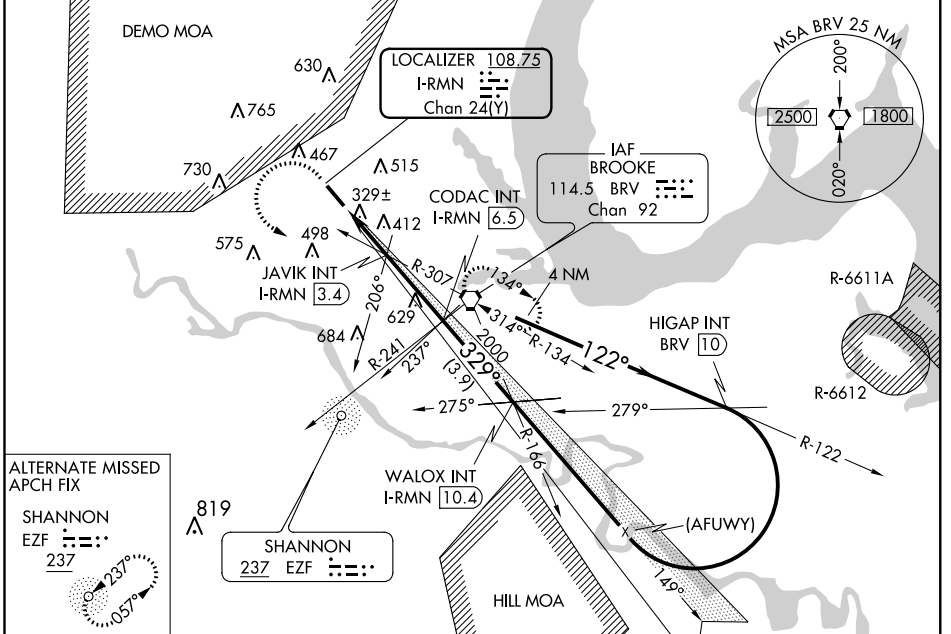 DEMO MOA
630
765
730
467
LOCALIZER 108.75
I-RMN
Chan 24(Y)
MSA BRV 25 NM
200°
2500
1800
020°
515
329±
412
575
498
CODAC INT
I-RMN 6.5
IAF
BROOKE
114.5 BRV
Chan 92
JAVIK INT
I-RMN 3.4
206°
R-307
134°
4 NM
629
684
R-241
237°
2000
329°
(3.9)
314°
R-134
122°
HIGAP INT
BRV 10
R-6611A
R-6612
275°
279°
R-122
R-166
WALOX INT
I-RMN 10.4
(AFUWY)
149°
ALTERNATE MISSED
APCH FIX
SHANNON
EZF
237
237°
057°
819
SHANNON
237 EZF
HILL MOA